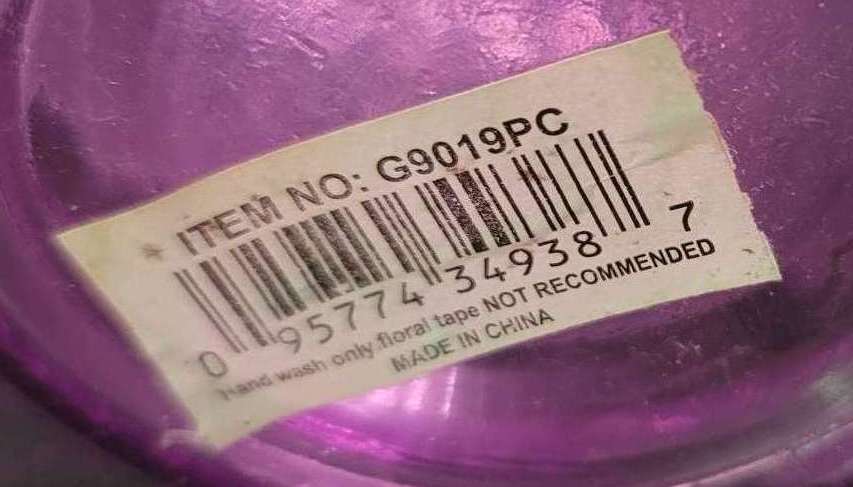 * ITEM NO: G9019PC
0 95774 34938 7
Hand wash only floral tape NOT RECOMMENDED
MADE IN CHINA